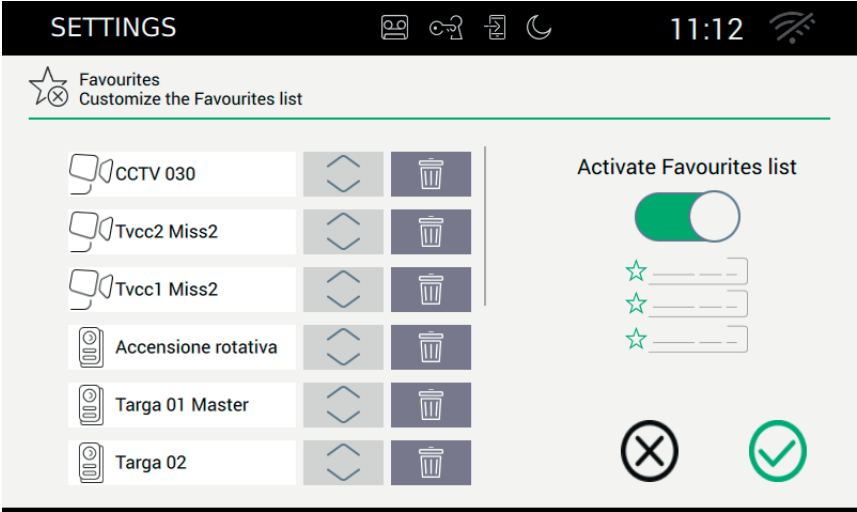 SETTINGS
11:12
Favourites
Customize the Favourites list
CCTV 030
Tvcc2 Miss2
Tvcc1 Miss2
Accensione rotativa
Targa 01 Master
Targa 02
Activate Favourites list